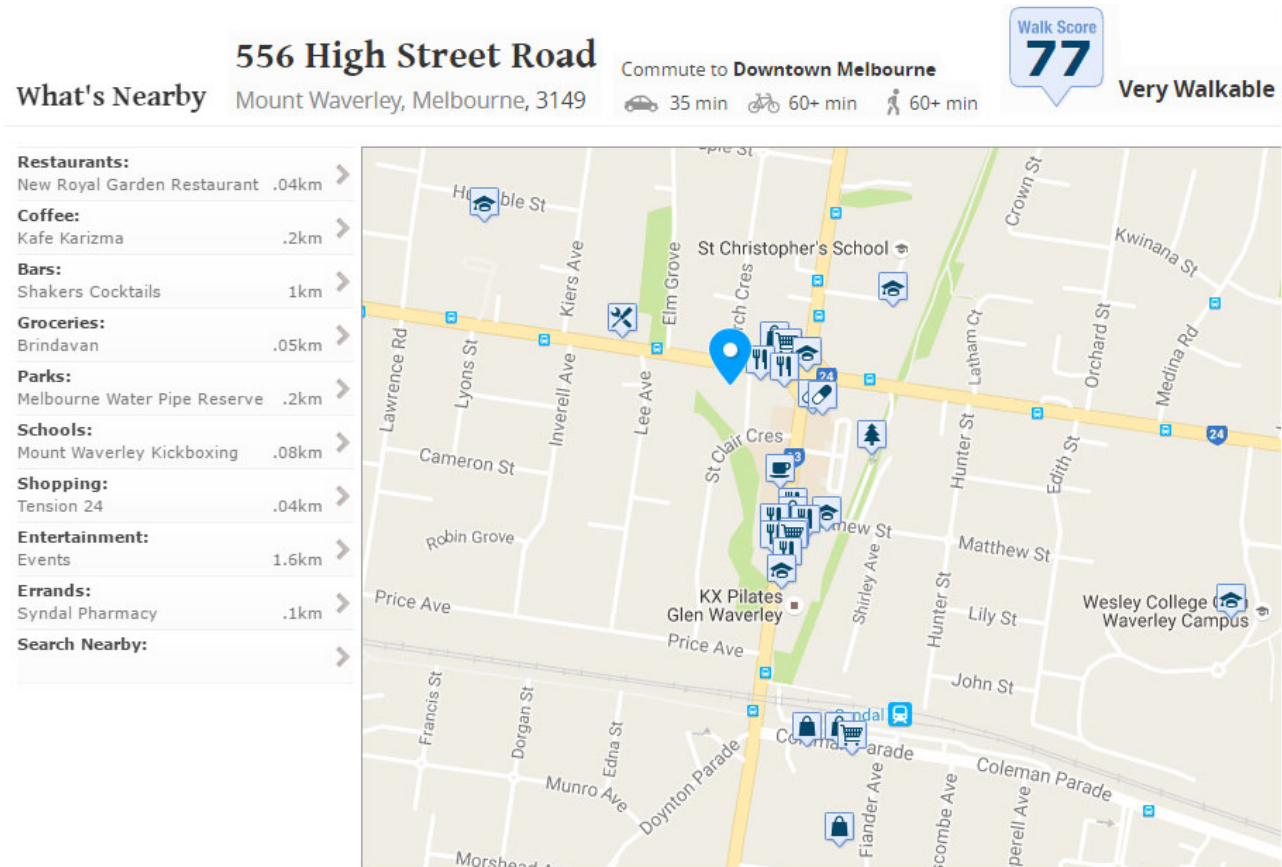 What's Nearby
556 High Street Road
Mount Waverley, Melbourne, 3149
Commute to Downtown Melbourne
35 min 60+ min 60+ min
Walk Score
77
Very Walkable
Restaurants:
New Royal Garden Restaurant .04km
Coffee:
Kafe Karizma .2km
Bars:
Shakers Cocktails 1km
Groceries:
Brindavan .05km
Parks:
Melbourne Water Pipe Reserve .2km
Schools:
Mount Waverley Kickboxing .08km
Shopping:
Tension 24 .04km
Entertainment:
Events 1.6km
Errands:
Syndal Pharmacy .1km
Search Nearby:
Crown St
Kwinana St
St Christopher's School
Kiers Ave
Elm Grove
Lawrence Rd
Lyons St
Inverell Ave
Lee Ave
Latham Ct
Orchard St
Medina Rd
24
24
St Clair Cres
Cameron St
Hunter St
Edith St
Robin Grove
Matthew St
Shirley Ave
Price Ave
KX Pilates
Glen Waverley
Hunter St
Lily St
Wesley College
Waverley Campus
Price Ave
John St
Francis St
Dorgan St
Edna St
Doynton Parade
Munro Ave
Coleman Parade
Fiander Ave